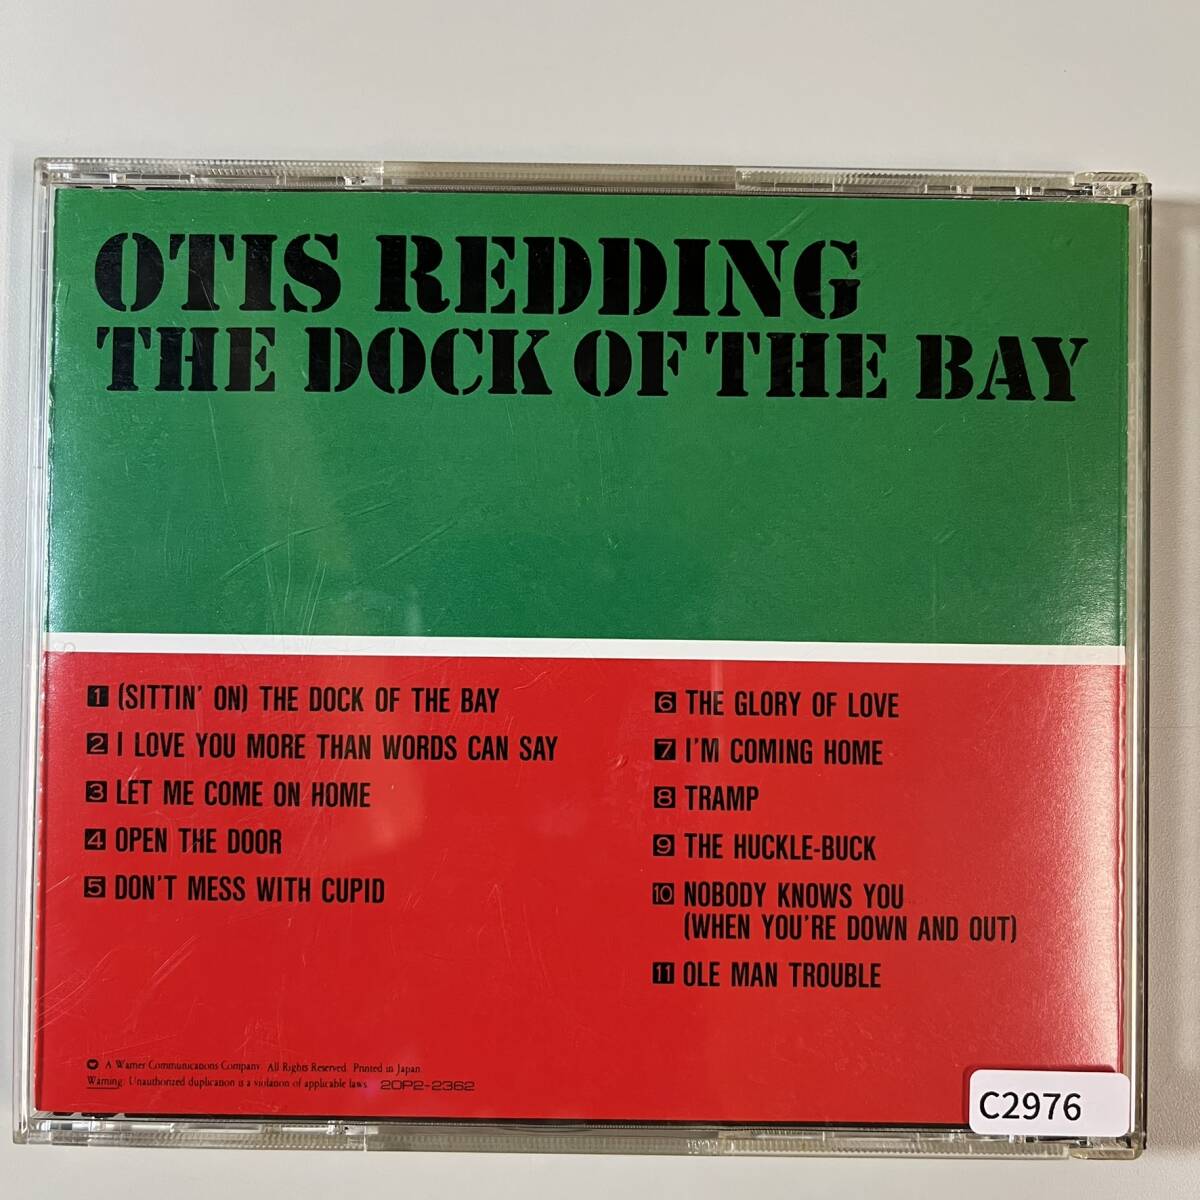 OTIS REDDING
THE DOCK OF THE BAY
1 (SITTIN' ON) THE DOCK OF THE BAY
2 I LOVE YOU MORE THAN WORDS CAN SAY
3 LET ME COME ON HOME
4 OPEN THE DOOR
5 DON'T MESS WITH CUPID
6 THE GLORY OF LOVE
7 I'M COMING HOME
8 TRAMP
9 THE HUCKLE-BUCK
10 NOBODY KNOWS YOU
(WHEN YOU'RE DOWN AND OUT)
11 OLE MAN TROUBLE
A Warner Communications Company. All Rights Reserved. Printed in Japan.
Warning: Unauthorized duplication is a violation of applicable laws. 20P2-2362
C2976